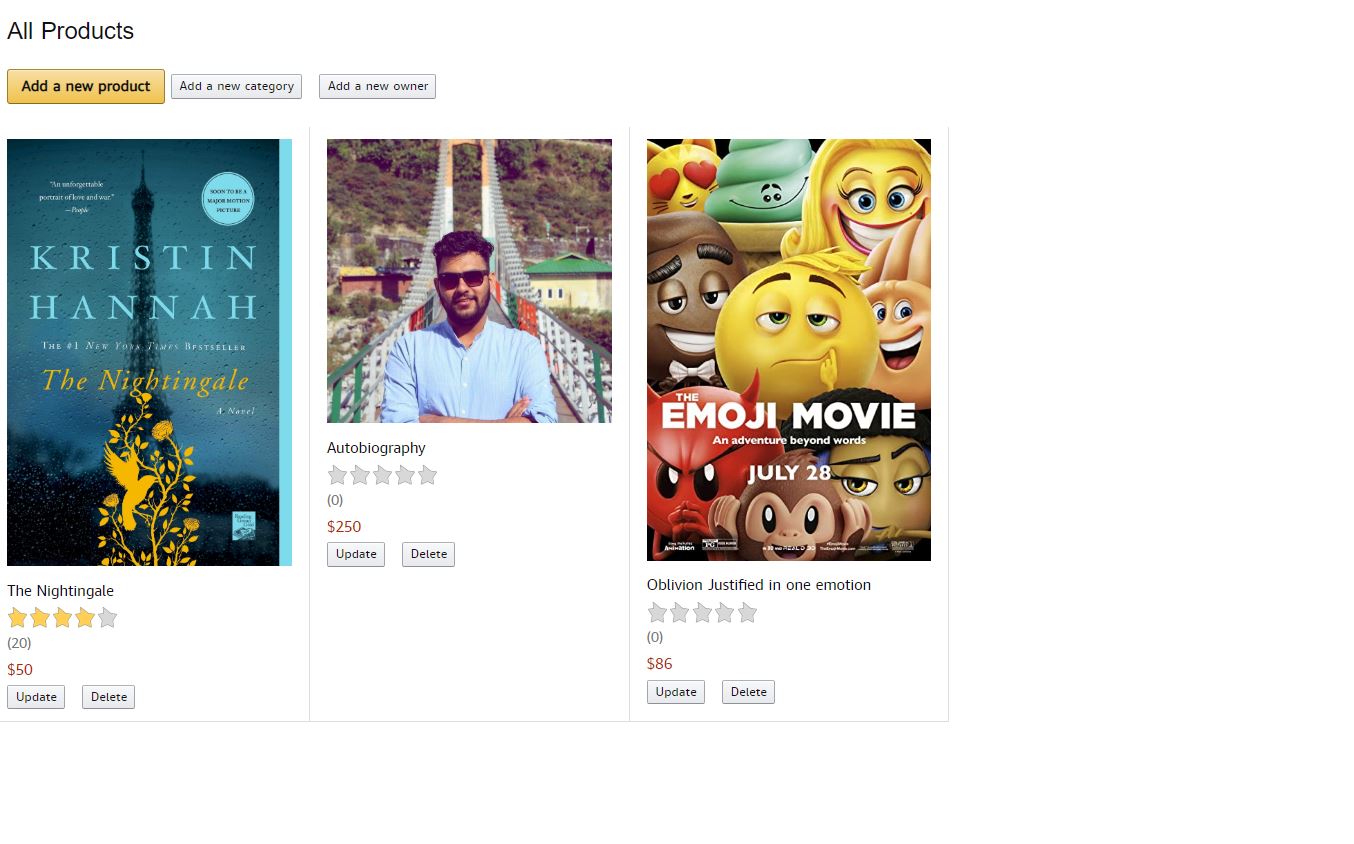 All Products
Add a new product
Add a new category
Add a new owner
"An unforgettable
portrait of love and war."
—People
SOON TO BE A
MAJOR MOTION
PICTURE
KRISTIN
HANNAH
THE #1 New York Times BESTSELLER
The Nightingale
A Novel
The Nightingale
(20)
$50
Update
Delete
Autobiography
(0)
$250
Update
Delete
THE
EMOJI MOVIE
An adventure beyond words
JULY 28
Oblivion Justified in one emotion
(0)
$86
Update
Delete